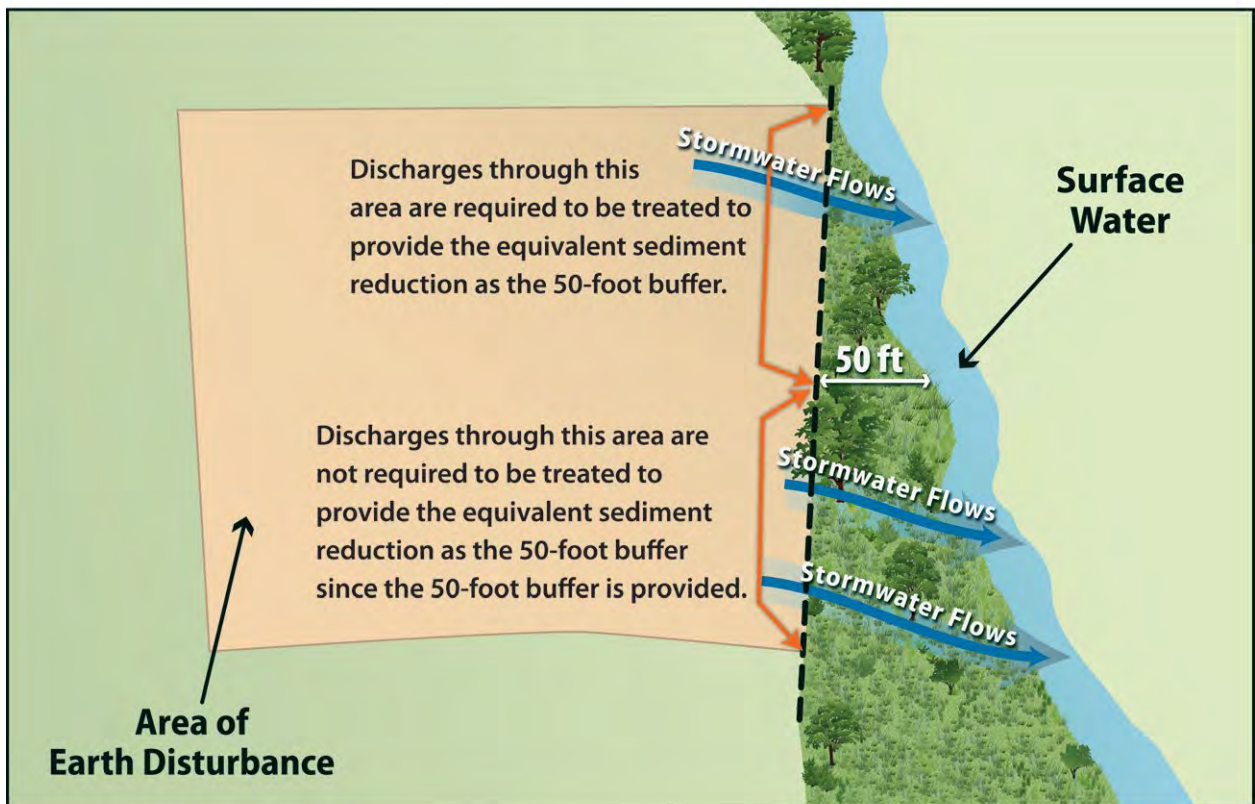 Stormwater Flows
Discharges through this
area are required to be treated to
provide the equivalent sediment
reduction as the 50-foot buffer.
Surface
Water
50 ft
Discharges through this area are
not required to be treated to
provide the equivalent sediment
reduction as the 50-foot buffer
since the 50-foot buffer is provided.
Stormwater Flows
Stormwater Flows
Area of
Earth Disturbance